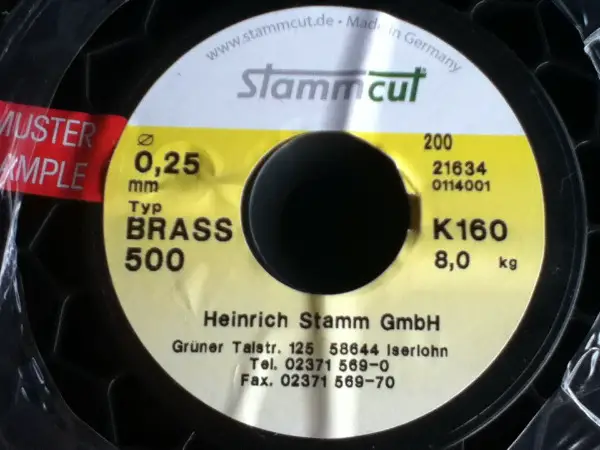 www.stammcut.de • Made in Germany
Stammcut
MUSTER
ø
0,25
mm
Typ
BRASS
500
200
21634
0114001
K160
8,0 kg
Heinrich Stamm GmbH
Grüner Talstr. 125 58644 Iserlohn
Tel. 02371 569-0
Fax. 02371 569-70